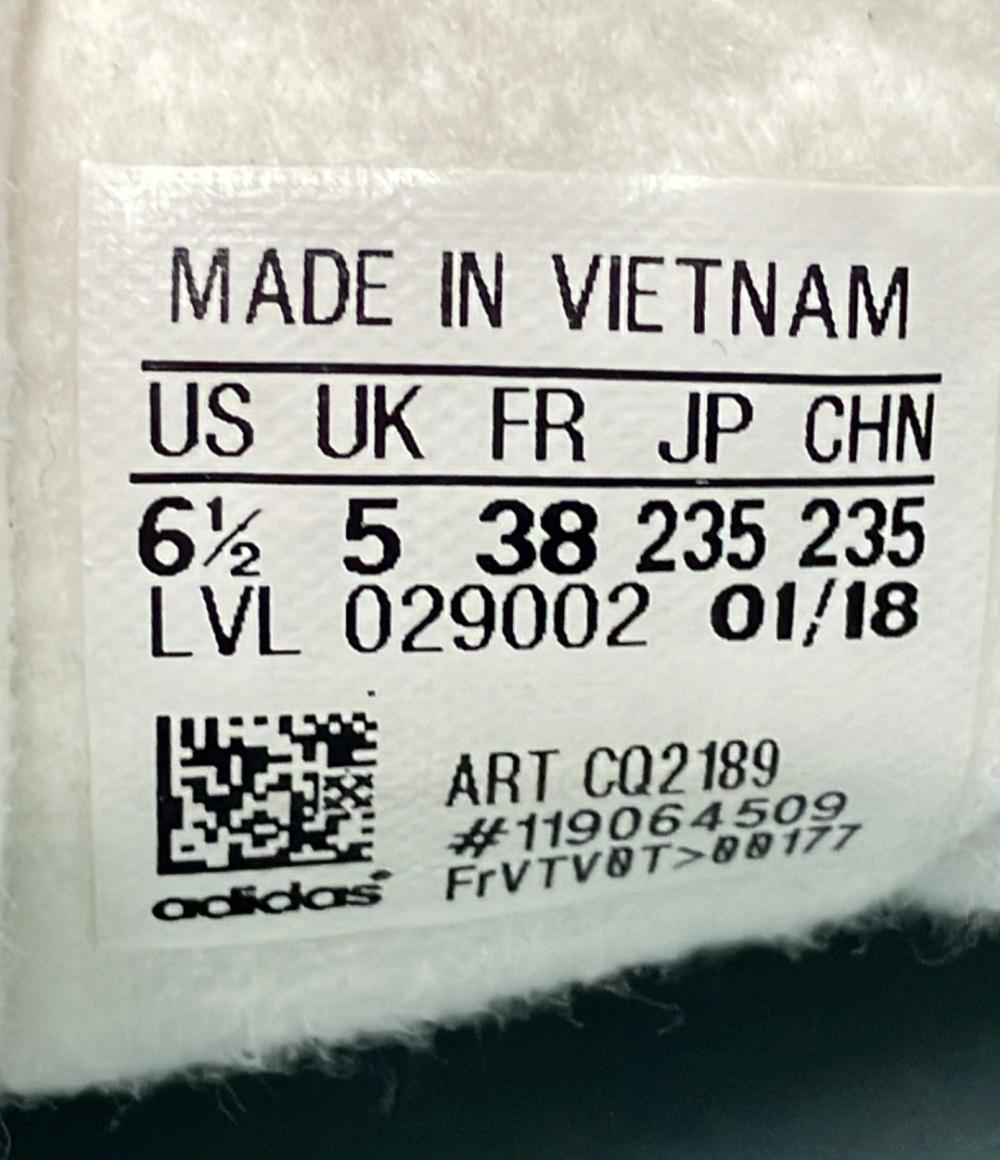 MADE IN VIETNAM
US UK FR JP CHN
6½ 5 38 235 235
LVL 029002 01/18
ART CQ2189
#119064509
FrVTV0T>00177
adidas